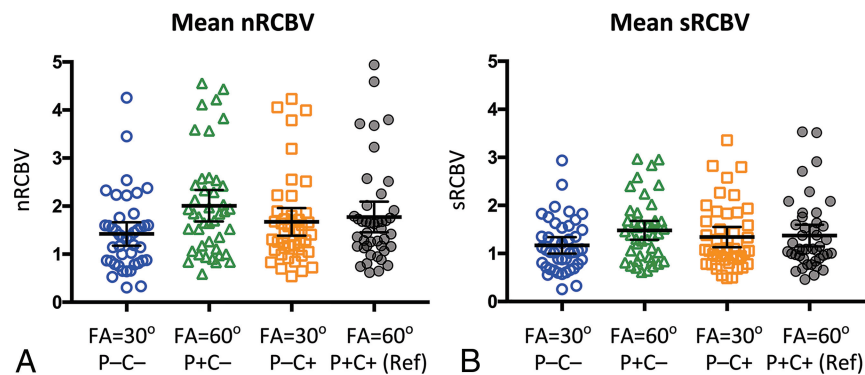 Mean nRCBV
nRCBV
5
4
3
2
1
0
FA=30° FA=60° FA=30° FA=60°
P−C− P+C− P−C+ P+C+ (Ref)
A
Mean sRCBV
sRCBV
5
4
3
2
1
0
FA=30° FA=60° FA=30° FA=60°
P−C− P+C− P−C+ P+C+ (Ref)
B